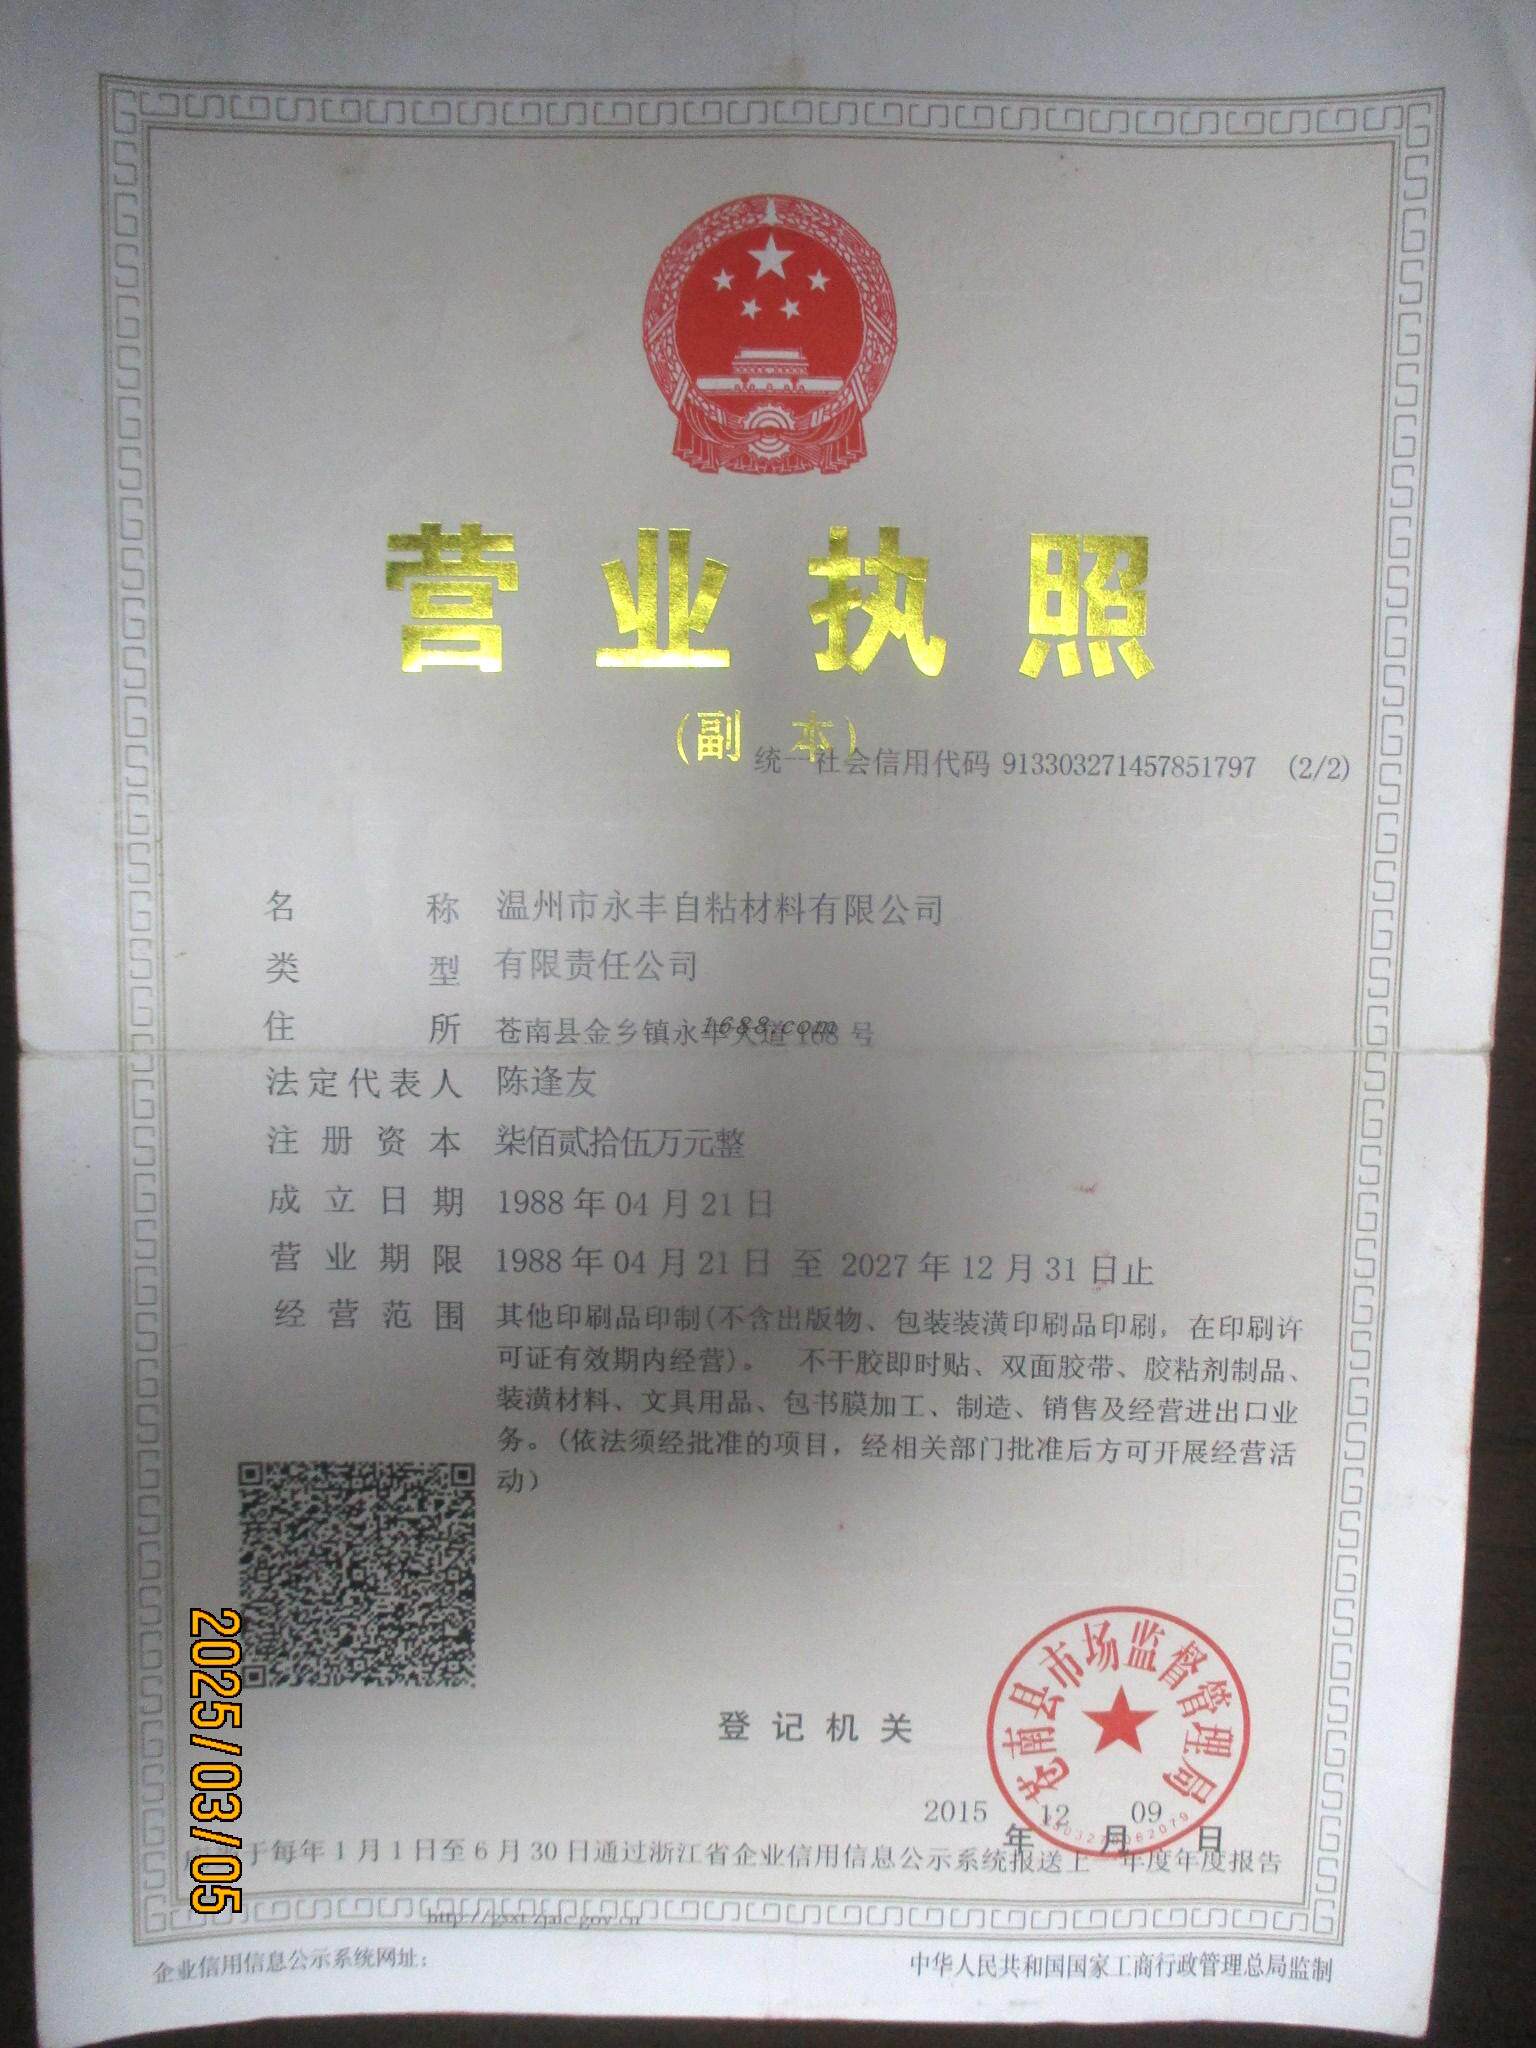 营业执照
(副 本)
统一社会信用代码 913303271457851797 (2/2)
名 称 温州市永丰自粘材料有限公司
类 型 有限责任公司
住 所 苍南县金乡镇永丰大道168号
1688.com
法定代表人 陈逢友
注册资本 柒佰贰拾伍万元整
成立日期 1988年04月21日
营业期限 1988年04月21日 至 2027年12月31日止
经营范围 其他印刷品印制(不含出版物、包装装潢印刷品印刷，在印刷许
可证有效期内经营)。 不干胶即时贴、双面胶带、胶粘剂制品、
装潢材料、文具用品、包书膜加工、制造、销售及经营进出口业
务。(依法须经批准的项目，经相关部门批准后方可开展经营活
动)
登记机关
苍南县市场监督管理局
2015年12月09日
于每年1月1日至6月30日通过浙江省企业信用信息公示系统报送上一年度年度报告
http://gsxt.zjaic.gov.cn
企业信用信息公示系统网址：
中华人民共和国国家工商行政管理总局监制
2025/03/05